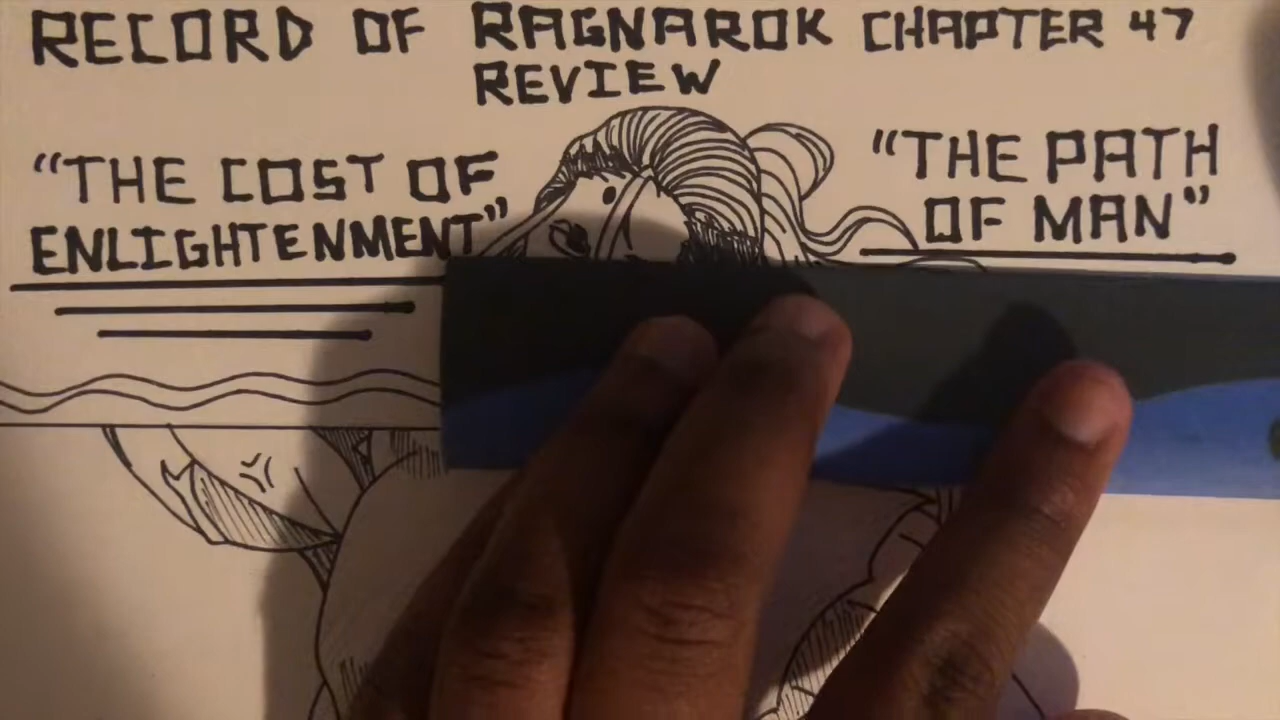 RECORD OF RAGNAROK CHAPTER 47
REVIEW
"THE COST OF
ENLIGHTENMENT"
"THE PATH
OF MAN"